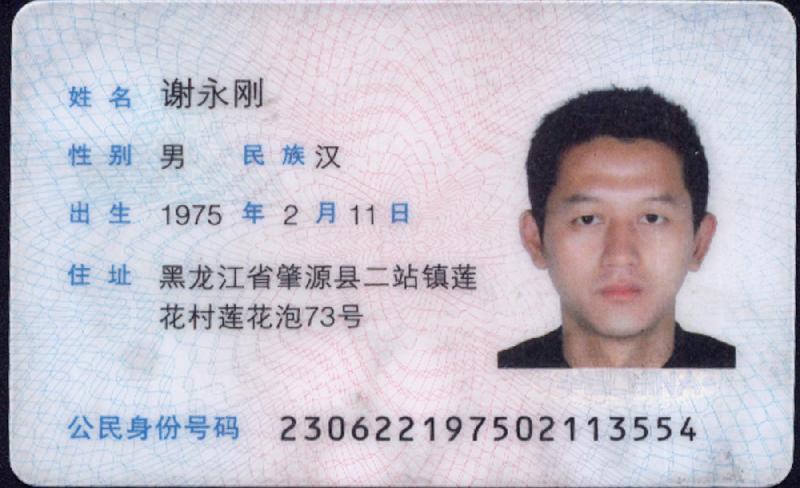 姓名 谢永刚
性别 男 民族 汉
出生 1975 年 2 月 11 日
住址 黑龙江省肇源县二站镇莲
花村莲花泡73号
公民身份号码 230622197502113554